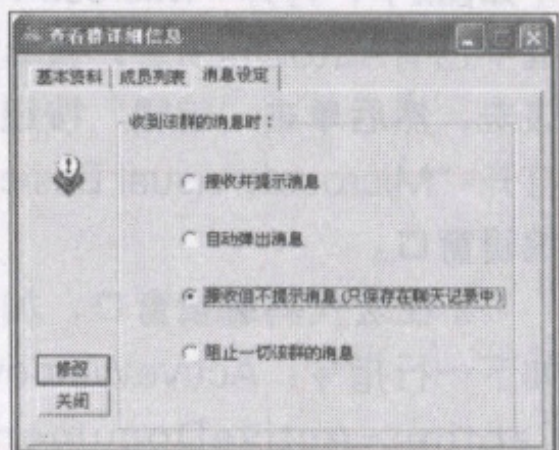 查看群详细信息
基本资料 成员列表 消息设定
收到该群的消息时：
接收并提示消息
自动弹出消息
接收但不提示消息(只保存在聊天记录中)
阻止一切该群的消息
修改
关闭